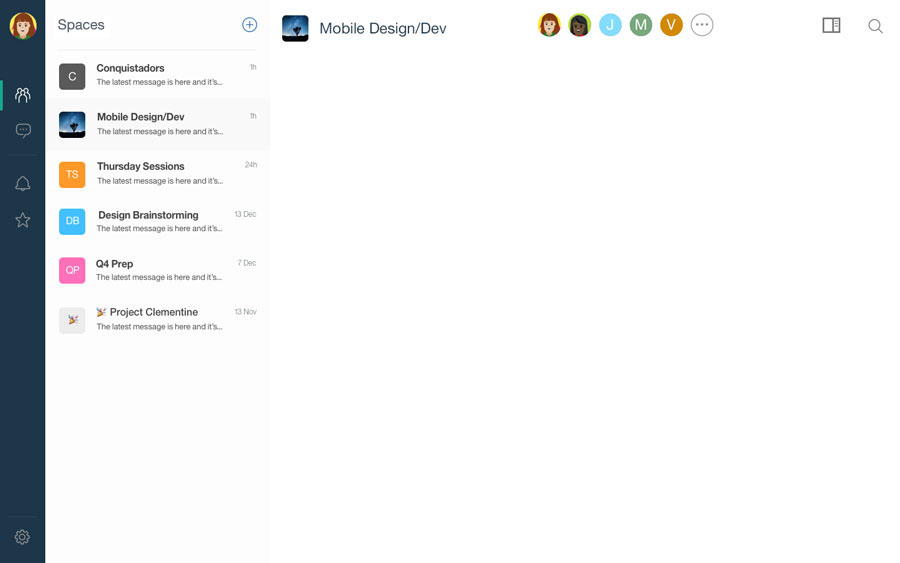 Spaces
Mobile Design/Dev
J
M
V
C
Conquistadors
1h
The latest message is here and it's...
Mobile Design/Dev
1h
The latest message is here and it's...
TS
Thursday Sessions
24h
The latest message is here and it's...
DB
Design Brainstorming
13 Dec
The latest message is here and it's...
QP
Q4 Prep
7 Dec
The latest message is here and it's...
🎉 Project Clementine
13 Nov
The latest message is here and it's...